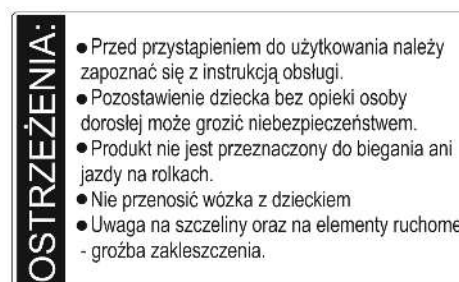 OSTRZEŻENIA:
● Przed przystąpieniem do użytkowania należy
zapoznać się z instrukcją obsługi.
● Pozostawienie dziecka bez opieki osoby
dorosłej może grozić niebezpieczeństwem.
● Produkt nie jest przeznaczony do biegania ani
jazdy na rolkach.
● Nie przenosić wózka z dzieckiem
● Uwaga na szczeliny oraz na elementy ruchome
- groźba zakleszczenia.